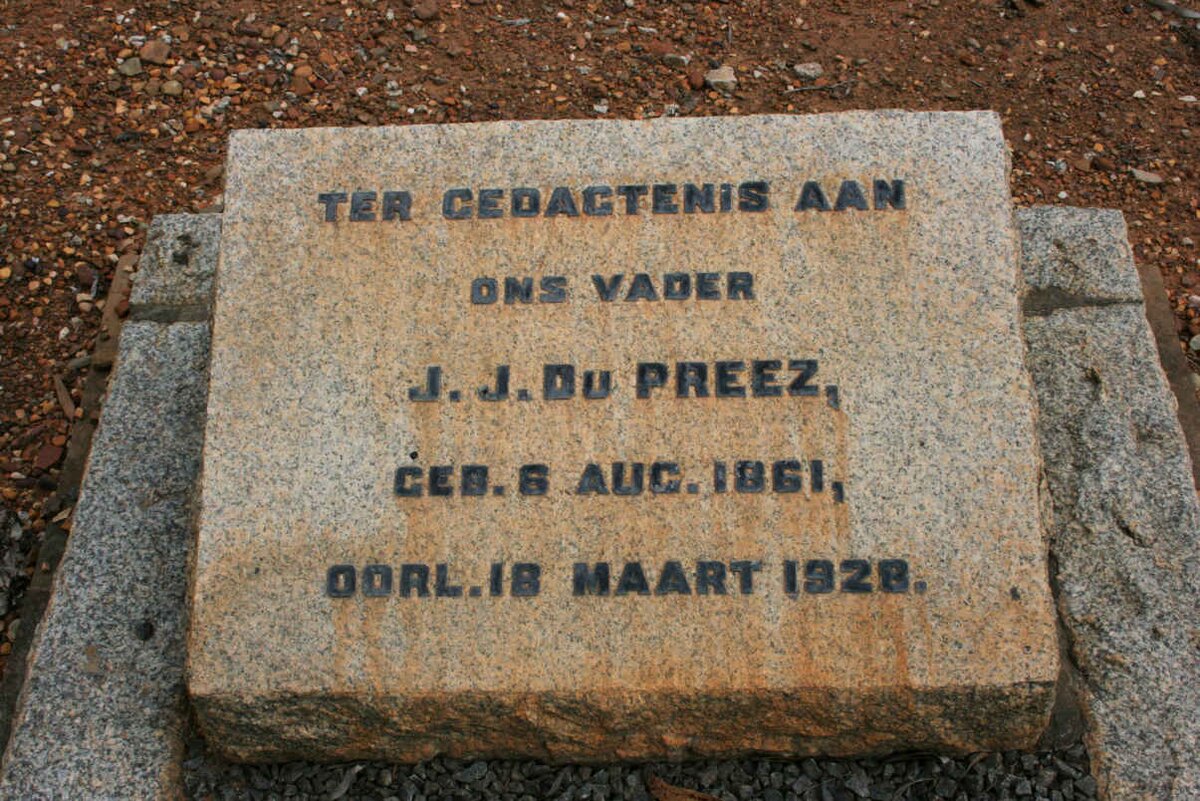 TER GEDACTENIS AAN
ONS VADER
J. J. DU PREEZ,
GEB. 6 AUG. 1861,
OORL. 18 MAART 1928.